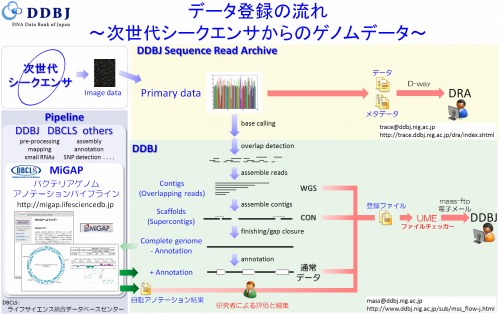 DDBJ
DNA Data Bank of Japan
データ登録の流れ
～次世代シークエンサからのゲノムデータ～
DDBJ Sequence Read Archive
次世代
シークエンサ
Image data
Primary data
データ
メタデータ
D-way
DRA
trace@ddbj.nig.ac.jp
http://trace.ddbj.nig.ac.jp/dra/index.shtml
base calling
Pipeline
DDBJ DBCLS others
pre-processing assembly
mapping annotation
small RNAs SNP detection . . . .
DBCLS
MiGAP
バクテリアゲノム
アノテーションパイプライン
http://migap.lifesciencedb.jp
MiGAP
DBCLS:
ライフサイエンス統合データベースセンター
DDBJ
overlap detection
assemble reads
Contigs
(Overlapping reads)
WGS
assemble contigs
Scaffolds
(Supercontigs)
CON
finishing/gap closure
Complete genome
- Annotation
annotation
+ Annotation
通常
データ
自動アノテーション結果
研究者による評価と編集
登録ファイル
UME
ファイルチェッカー
mass-ftp
電子メール
DDBJ
mass@ddbj.nig.ac.jp
http://www.ddbj.nig.ac.jp/sub/mss_flow-j.html